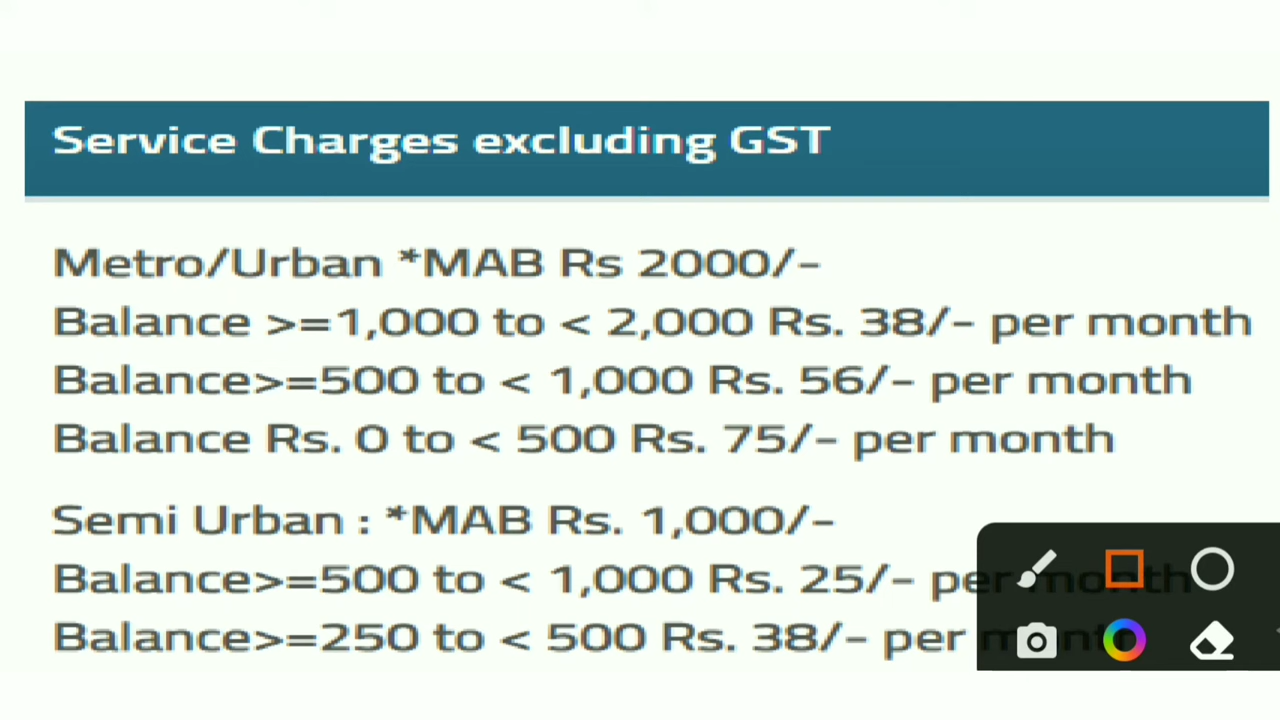 Service Charges excluding GST
Metro/Urban *MAB Rs 2000/-
Balance >=1,000 to < 2,000 Rs. 38/- per month
Balance>=500 to < 1,000 Rs. 56/- per month
Balance Rs. 0 to < 500 Rs. 75/- per month
Semi Urban : *MAB Rs. 1,000/-
Balance>=500 to < 1,000 Rs. 25/- per month
Balance>=250 to < 500 Rs. 38/- per month